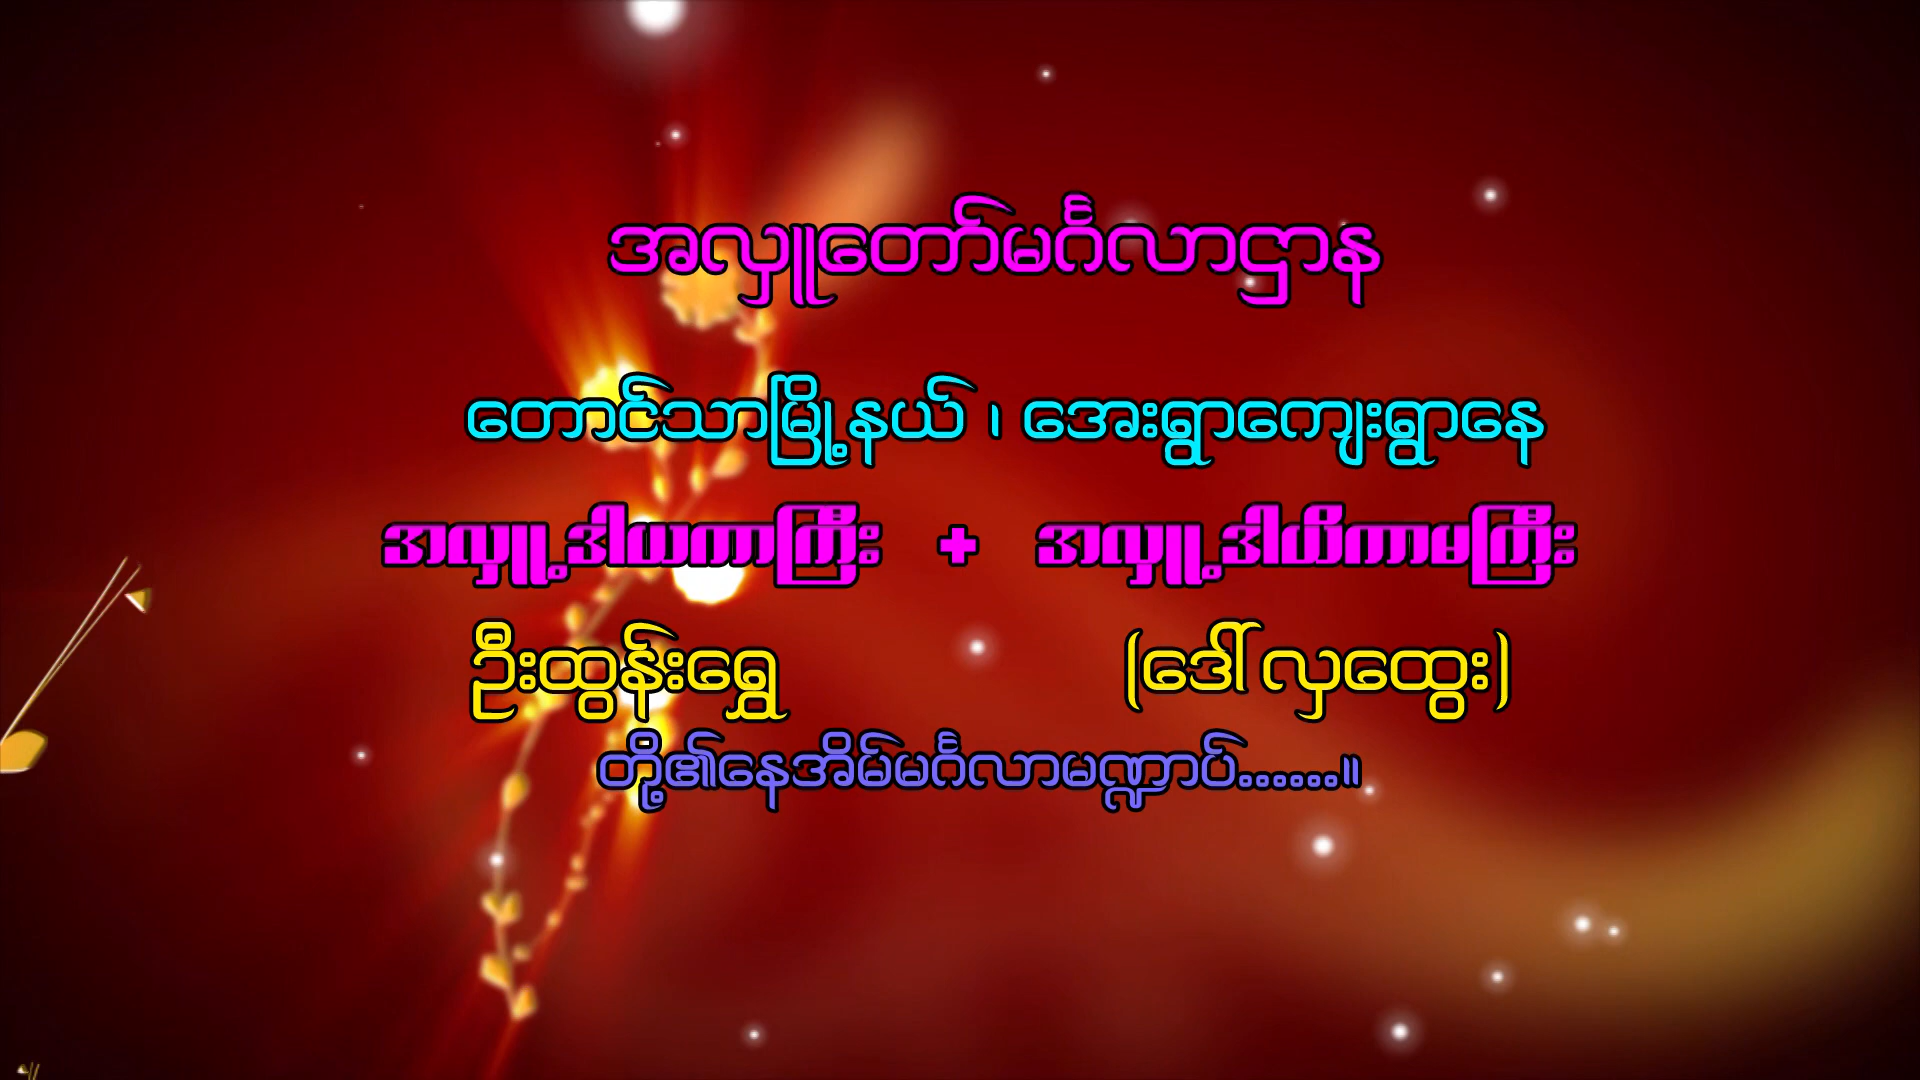 အလှူတော်မင်္ဂလာဌာန
တောင်သာမြို့နယ် ၊ အေးရွာကျေးရွာနေ
အလှူ့ဒါယကာကြီး + အလှူ့ဒါယိကာမကြီး
ဦးထွန်းရွှေ (ဒေါ်လှထွေး)
တို့၏နေအိမ်မင်္ဂလာမဏ္ဍာပ်......။